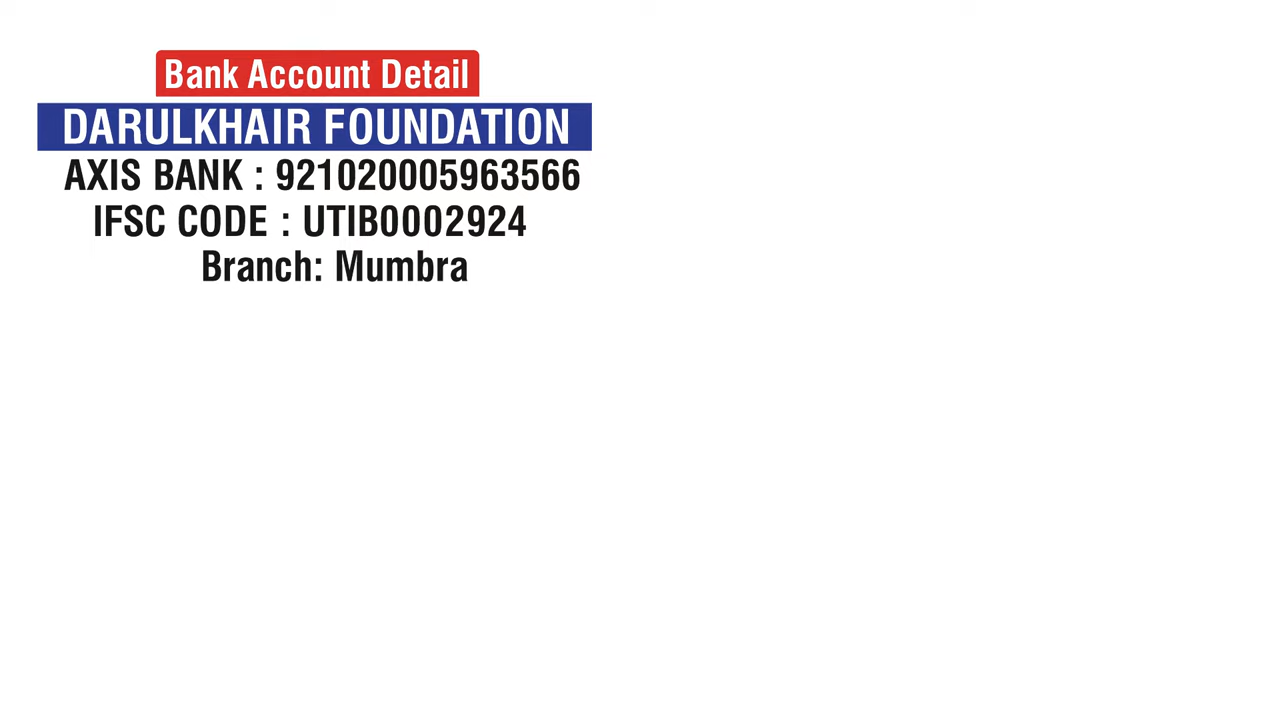 Bank Account Detail
DARULKHAIR FOUNDATION
AXIS BANK : 921020005963566
IFSC CODE : UTIB0002924
Branch: Mumbra